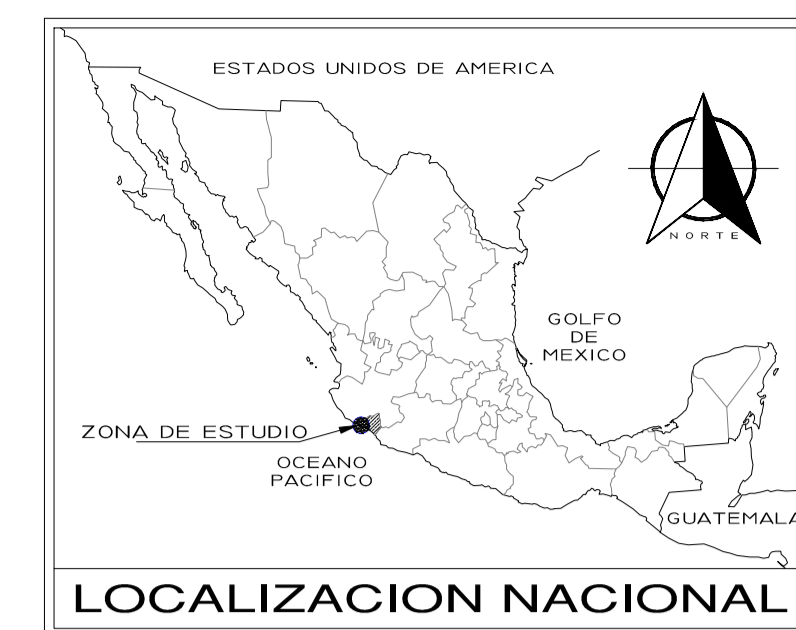 ESTADOS UNIDOS DE AMERICA
NORTE
GOLFO
DE
MEXICO
ZONA DE ESTUDIO
OCEANO
PACIFICO
GUATEMALA
LOCALIZACION NACIONAL